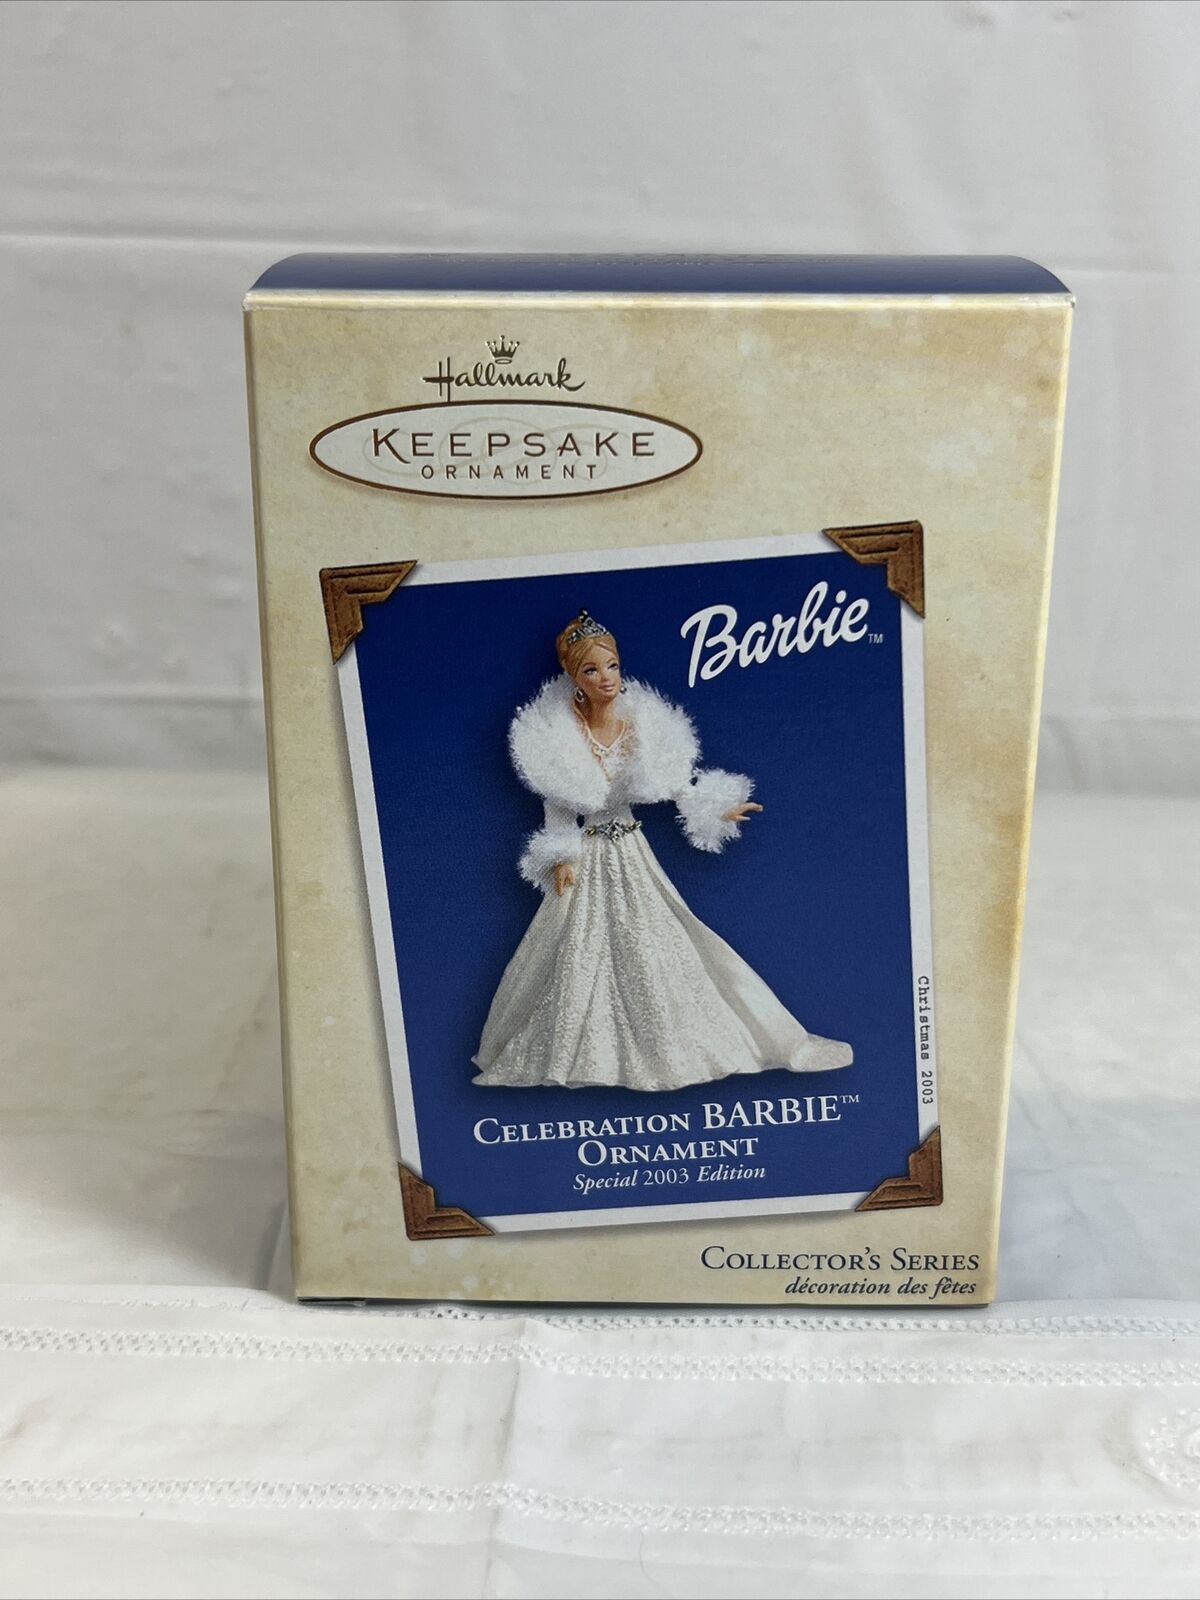 Hallmark
KEEPSAKE
ORNAMENT
Barbie™
Christmas 2003
CELEBRATION BARBIE™
ORNAMENT
Special 2003 Edition
COLLECTOR'S SERIES
décoration des fêtes